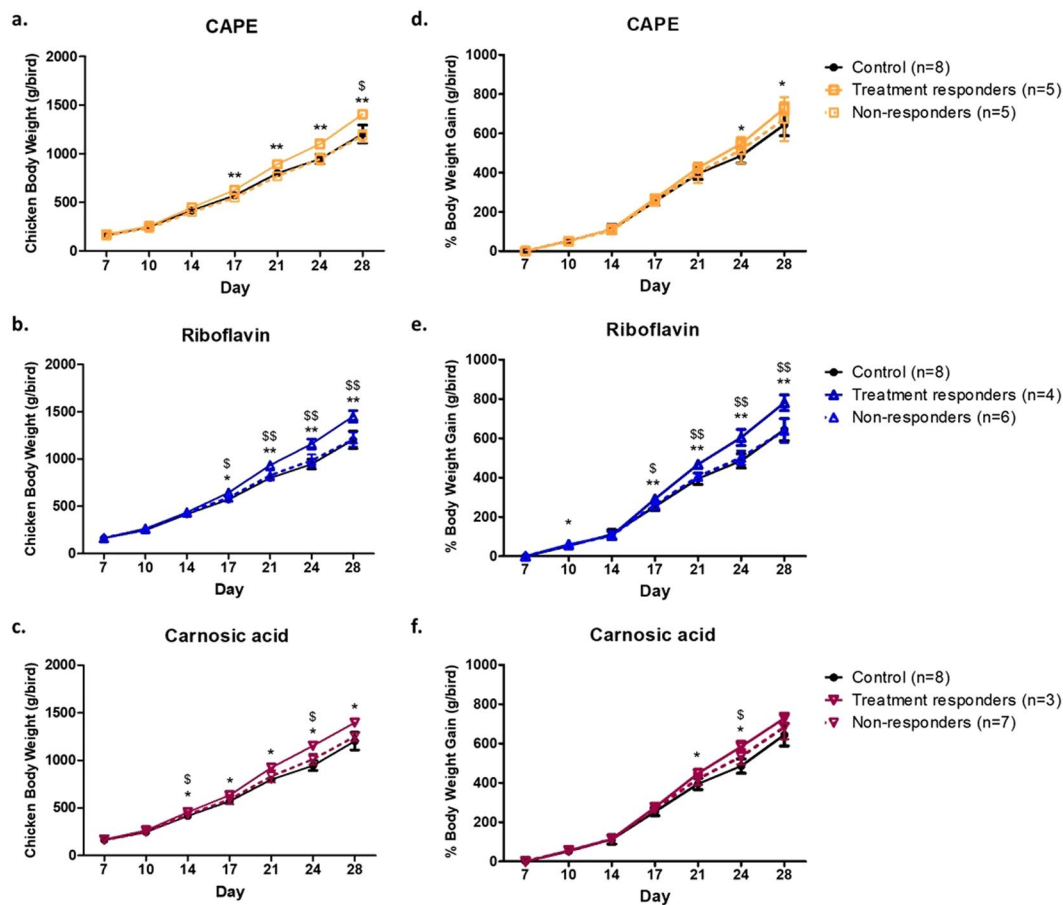 a.
CAPE
Chicken Body Weight (g/bird)
2000
1500
1000
500
0
$
**
**
**
**
7 10 14 17 21 24 28
Day
d.
CAPE
% Body Weight Gain (g/bird)
1000
800
600
400
200
0
*
*
7 10 14 17 21 24 28
Day
Control (n=8)
Treatment responders (n=5)
Non-responders (n=5)
b.
Riboflavin
Chicken Body Weight (g/bird)
2000
1500
1000
500
0
$ $$ $$ $$
* ** ** **
7 10 14 17 21 24 28
Day
e.
Riboflavin
% Body Weight Gain (g/bird)
1000
800
600
400
200
0
$ $$ $$ $$
* ** ** ** **
7 10 14 17 21 24 28
Day
Control (n=8)
Treatment responders (n=4)
Non-responders (n=6)
c.
Carnosic acid
Chicken Body Weight (g/bird)
2000
1500
1000
500
0
$ $
* * * * *
7 10 14 17 21 24 28
Day
f.
Carnosic acid
% Body Weight Gain (g/bird)
1000
800
600
400
200
0
$
* *
7 10 14 17 21 24 28
Day
Control (n=8)
Treatment responders (n=3)
Non-responders (n=7)